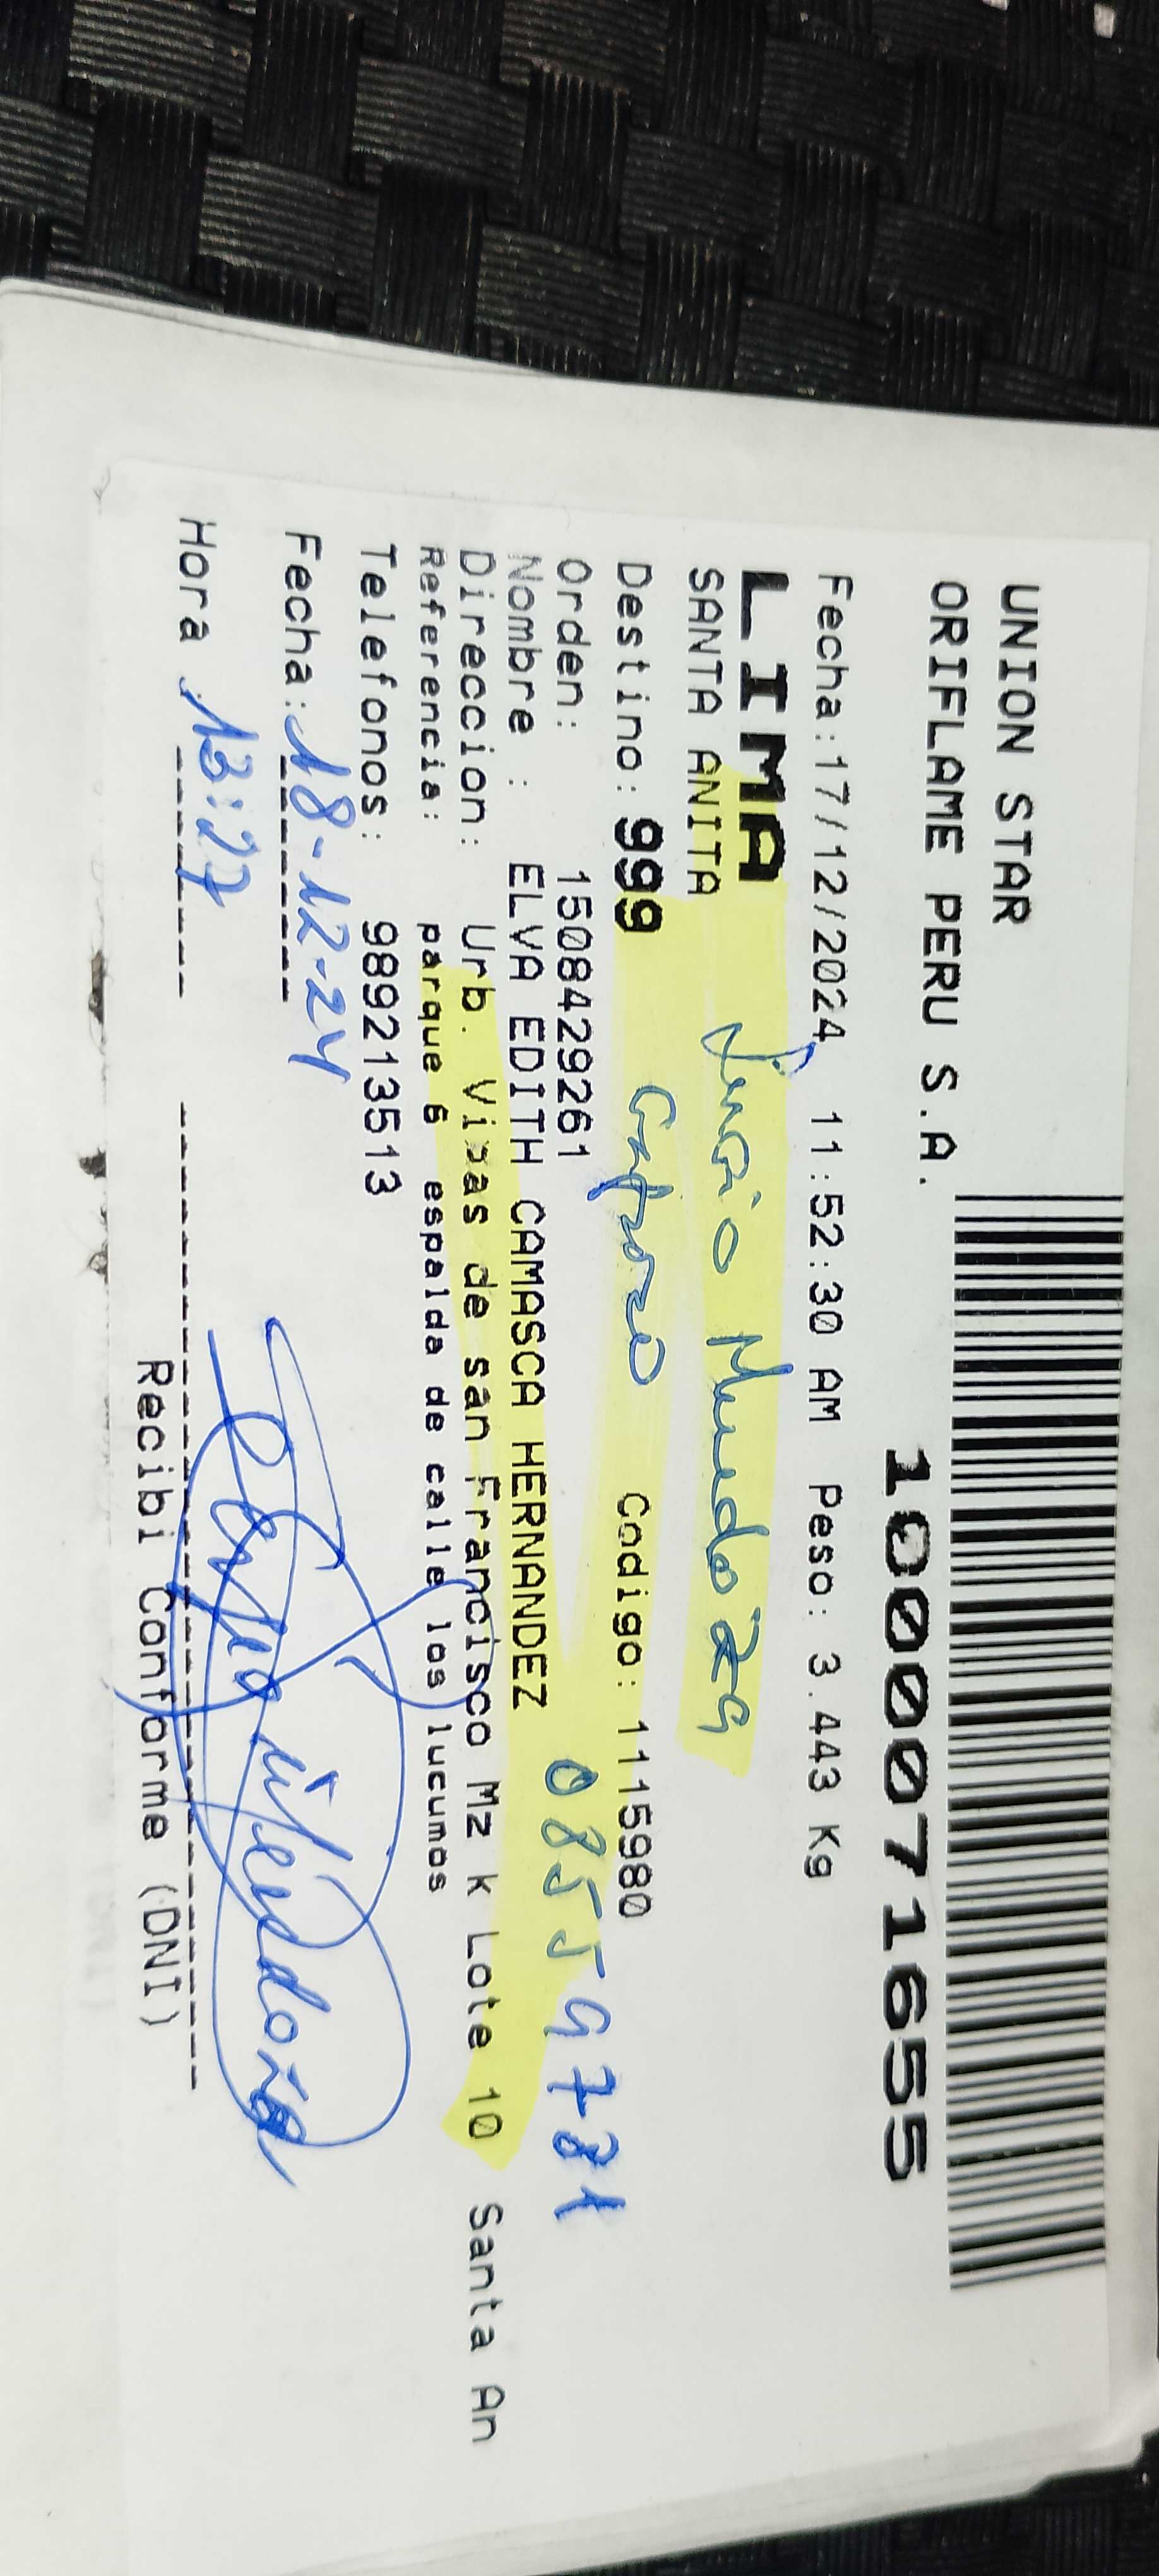 UNION STAR
ORIFLAME PERU S.A.
1000071655
Fecha:17/12/2024 11:52:30 AM Peso: 3.443 Kg
LIMA
SANTA ANITA
Destino: 999 Codigo: 1115980
Orden: 1508429261
Nombre : ELVA EDITH CAMASCA HERNANDEZ
Direccion: Urb. Viñas de san Francisco Mz k Lote 10 Santa An
Referencia: parque 6 espalda de calle los lucumos
Telefonos: 989213513
Fecha: 18-12-24
Hora 13:27
Recibi Conforme (DNI)